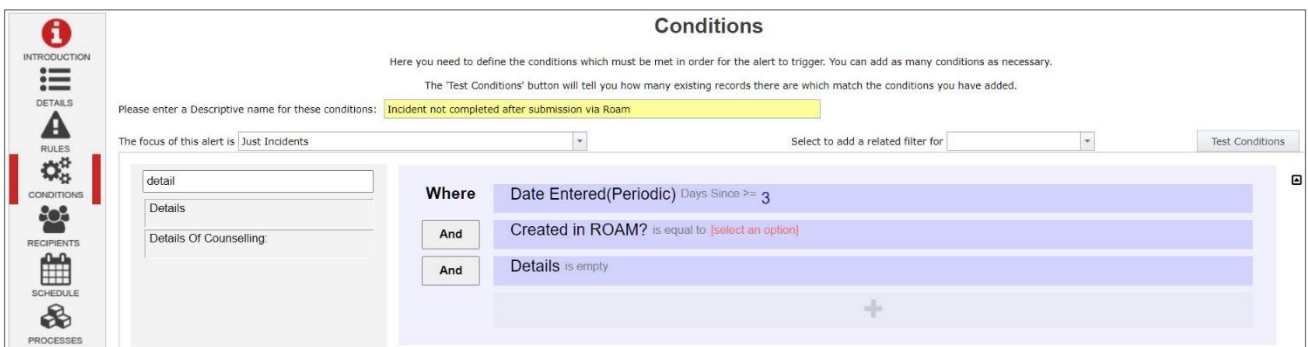 Conditions
INTRODUCTION
Here you need to define the conditions which must be met in order for the alert to trigger. You can add as many conditions as necessary.
The 'Test Conditions' button will tell you how many existing records there are which match the conditions you have added.
DETAILS
Please enter a Descriptive name for these conditions: Incident not completed after submission via Roam
RULES
The focus of this alert is Just Incidents Select to add a related filter for Test Conditions
CONDITIONS
detail
Details
Details Of Counselling:
Where Date Entered(Periodic) Days Since >= 3
And Created in ROAM? is equal to [select an option]
And Details is empty
RECIPIENTS
SCHEDULE
PROCESSES